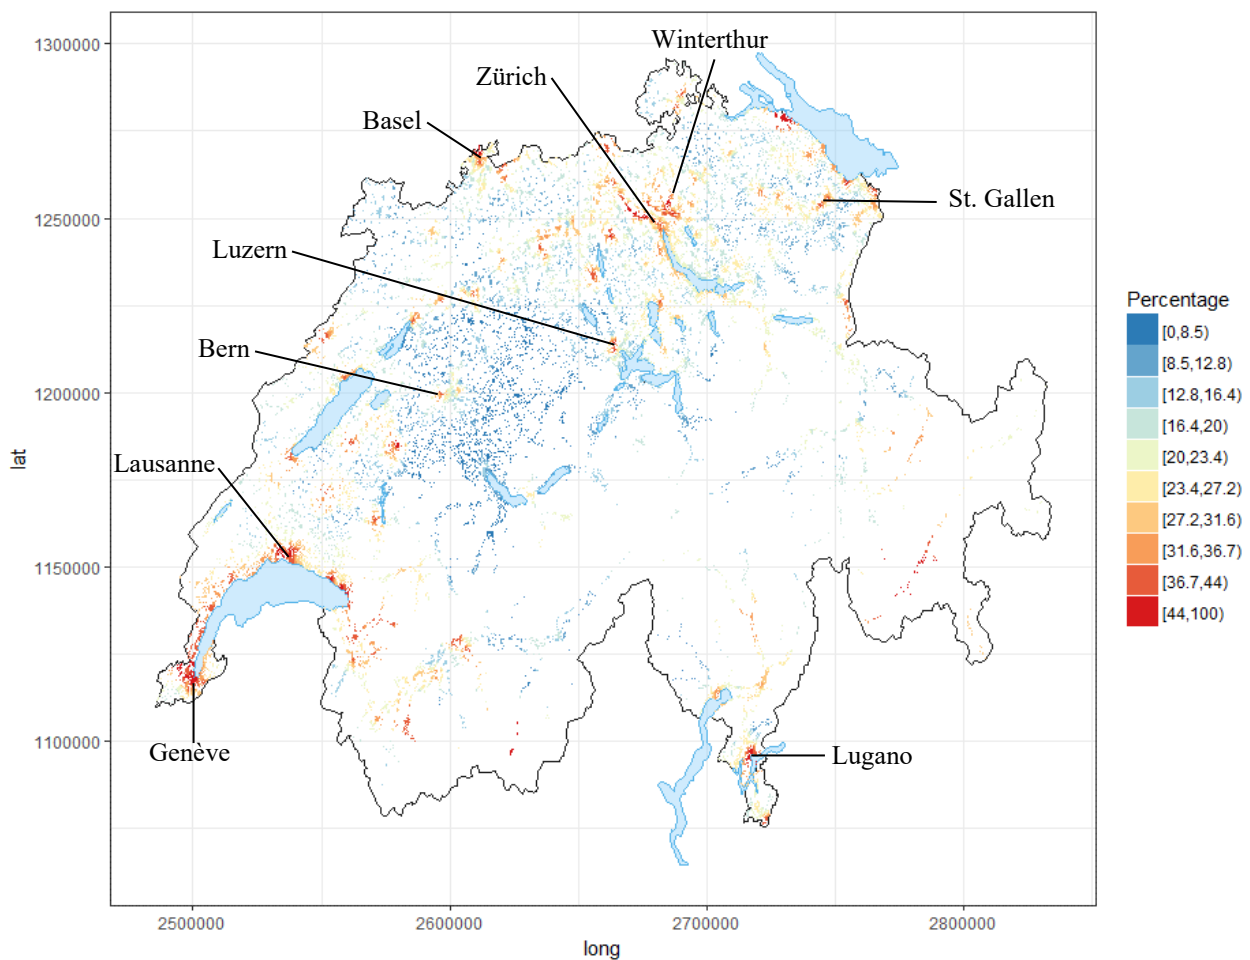 Winterthur
Zürich
Basel
St. Gallen
Luzern
Bern
Lausanne
Genève
Lugano
1300000
1250000
1200000
1150000
1100000
lat
2500000
2600000
2700000
2800000
long
Percentage
[0,8.5)
[8.5,12.8)
[12.8,16.4)
[16.4,20)
[20,23.4)
[23.4,27.2)
[27.2,31.6)
[31.6,36.7)
[36.7,44)
[44,100)